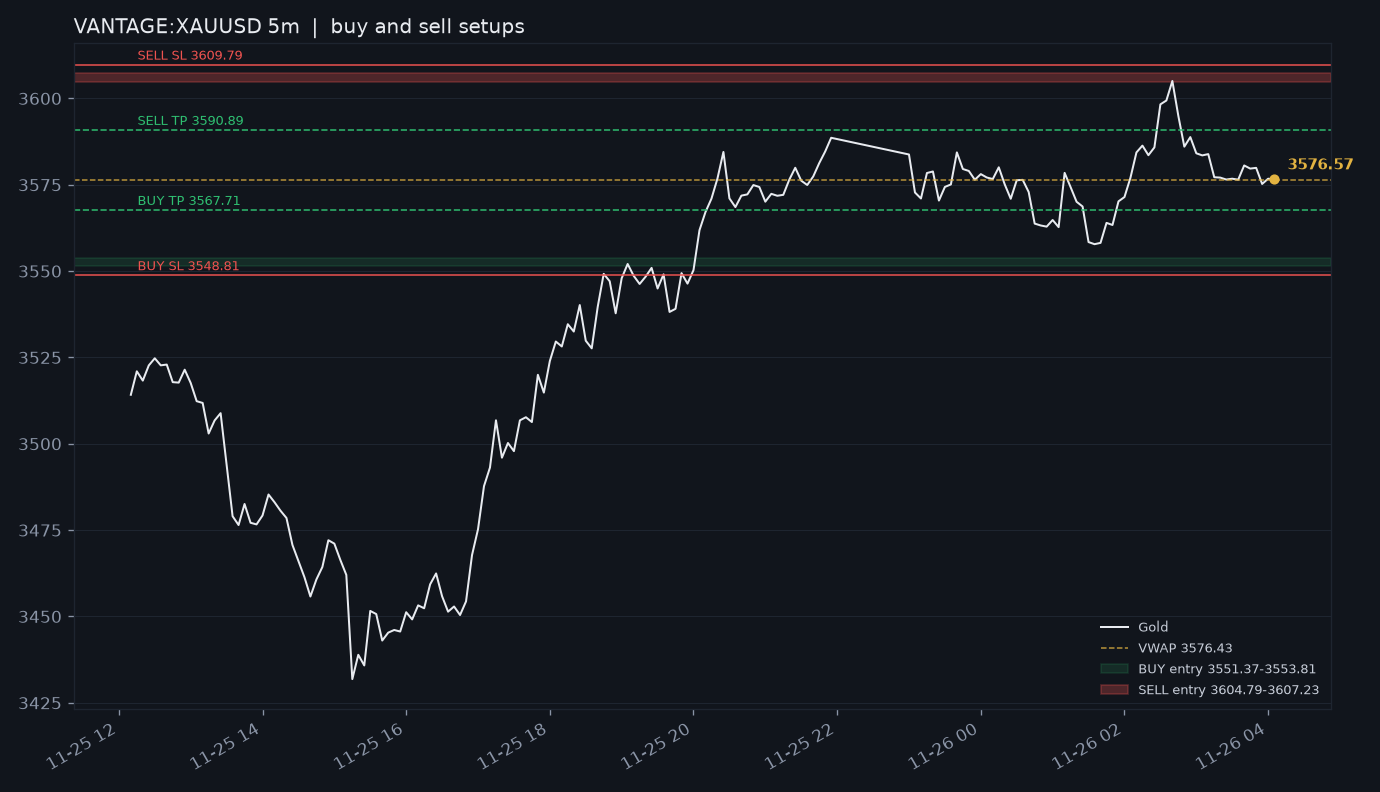 VANTAGE:XAUUSD 5m | buy and sell setups
SELL SL 3609.79
3600
SELL TP 3590.89
3576.57
3575
BUY TP 3567.71
BUY SL 3548.81
3550
3525
3500
3475
3450
3425
Gold
VWAP 3576.43
BUY entry 3551.37-3553.81
SELL entry 3604.79-3607.23
11-25 12
11-25 14
11-25 16
11-25 18
11-25 20
11-25 22
11-26 00
11-26 02
11-26 04